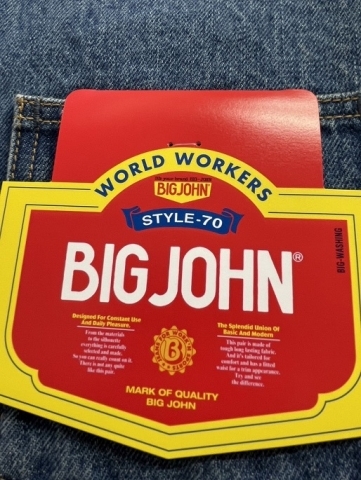 WORLD WORKERS
BIG JOHN
STYLE-70
BIG JOHN®
BIG-WASHING
Designed For Constant Use
And Daily Pleasure.
From the materials
to the silhouette
everything is carefully
selected and made.
So you can really count on it.
There is not any quite
like this pair.
The Splendid Union Of
Basic And Modern
This pair is made of
tough long lasting fabric.
And it's tailored for
comfort and has a fitted
waist for a trim appearance.
Try and see
the difference.
B
MARK OF QUALITY
BIG JOHN